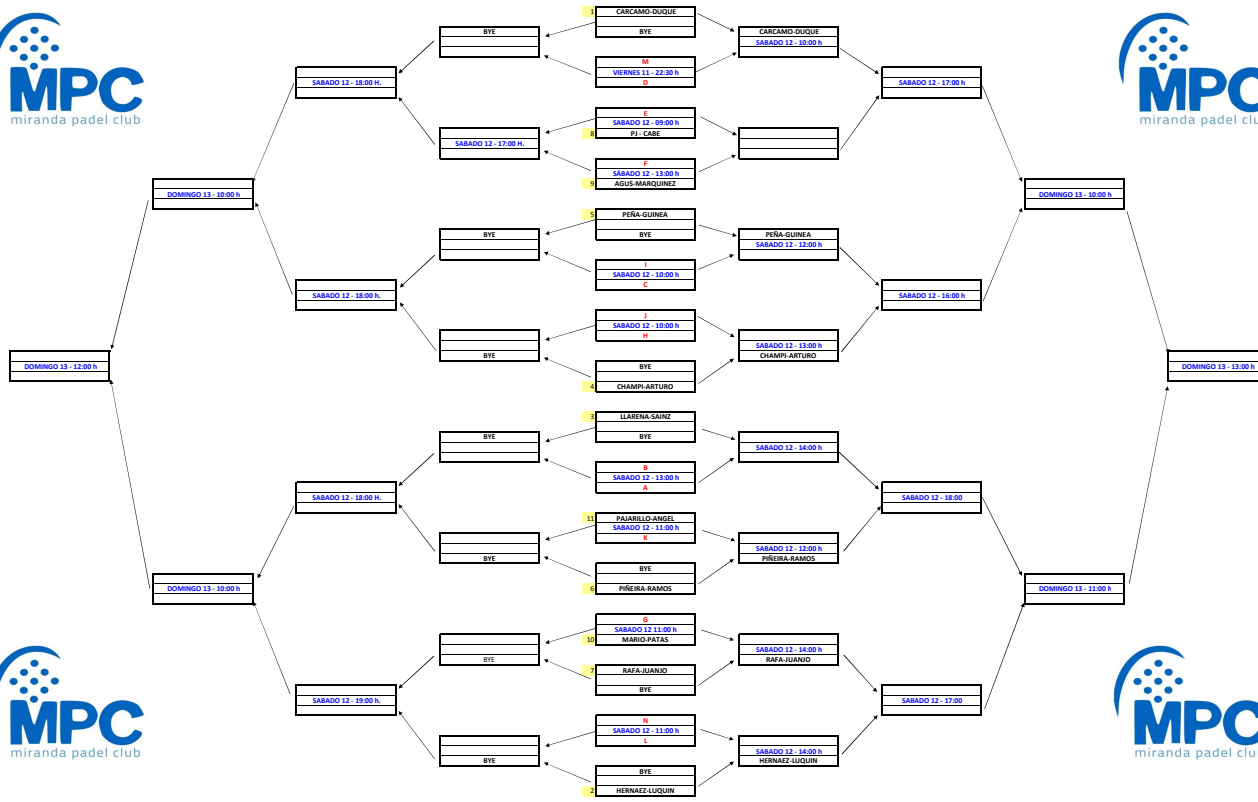 MPC
miranda padel club
MPC
miranda padel clu
1 CARCAMO-DUQUE
BYE
BYE
CARCAMO-DUQUE
SABADO 12 - 10:00 h
M
VIERNES 11 - 22:30 h
D
SABADO 12 - 18:00 H.
SABADO 12 - 17:00 h
E
SABADO 12 - 09:00 h
8 PJ - CABE
SABADO 12 - 17:00 H.
F
SÁBADO 12 - 13:00 h
9 AGUS-MARQUINEZ
DOMINGO 13 - 10:00 h
DOMINGO 13 - 10:00 h
5 PEÑA-GUINEA
BYE
BYE
PEÑA-GUINEA
SABADO 12 - 12:00 h
I
SABADO 12 - 10:00 h
C
SABADO 12 - 18:00 h.
SABADO 12 - 16:00 h
J
SABADO 12 - 10:00 h
H
BYE
SABADO 12 - 13:00 h
CHAMPI-ARTURO
BYE
4 CHAMPI-ARTURO
DOMINGO 13 - 12:00 h
DOMINGO 13 - 13:00 h
3 LLARENA-SAINZ
BYE
BYE
SABADO 12 - 14:00 h
B
SABADO 12 - 13:00 h
A
SABADO 12 - 18:00 H.
SABADO 12 - 18:00
11 PAJARILLO-ANGEL
SABADO 12 - 11:00 h
K
BYE
SABADO 12 - 12:00 h
PIÑEIRA-RAMOS
BYE
6 PIÑEIRA-RAMOS
DOMINGO 13 - 10:00 h
DOMINGO 13 - 11:00 h
G
SABADO 12 11:00 h
10 MARIO-PATAS
BYE
SABADO 12 - 14:00 h
RAFA-JUANJO
7 RAFA-JUANJO
BYE
SABADO 12 - 19:00 h.
SABADO 12 - 17:00
N
SABADO 12 - 11:00 h
L
BYE
SABADO 12 - 14:00 h
HERNAEZ-LUQUIN
BYE
2 HERNAEZ-LUQUIN
MPC
miranda padel club
MPC
miranda padel clu